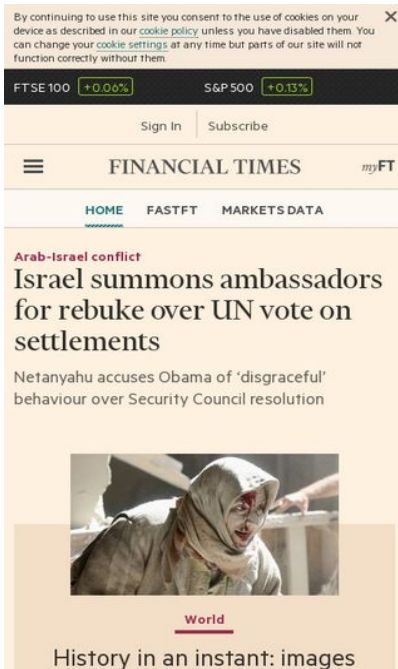 By continuing to use this site you consent to the use of cookies on your
device as described in our cookie policy unless you have disabled them. You
can change your cookie settings at any time but parts of our site will not
function correctly without them.
FTSE 100 +0.06% S&P 500 +0.13%
Sign In Subscribe
FINANCIAL TIMES myFT
HOME FASTFT MARKETS DATA
Arab-Israel conflict
Israel summons ambassadors
for rebuke over UN vote on
settlements
Netanyahu accuses Obama of ‘disgraceful’
behaviour over Security Council resolution
World
History in an instant: images